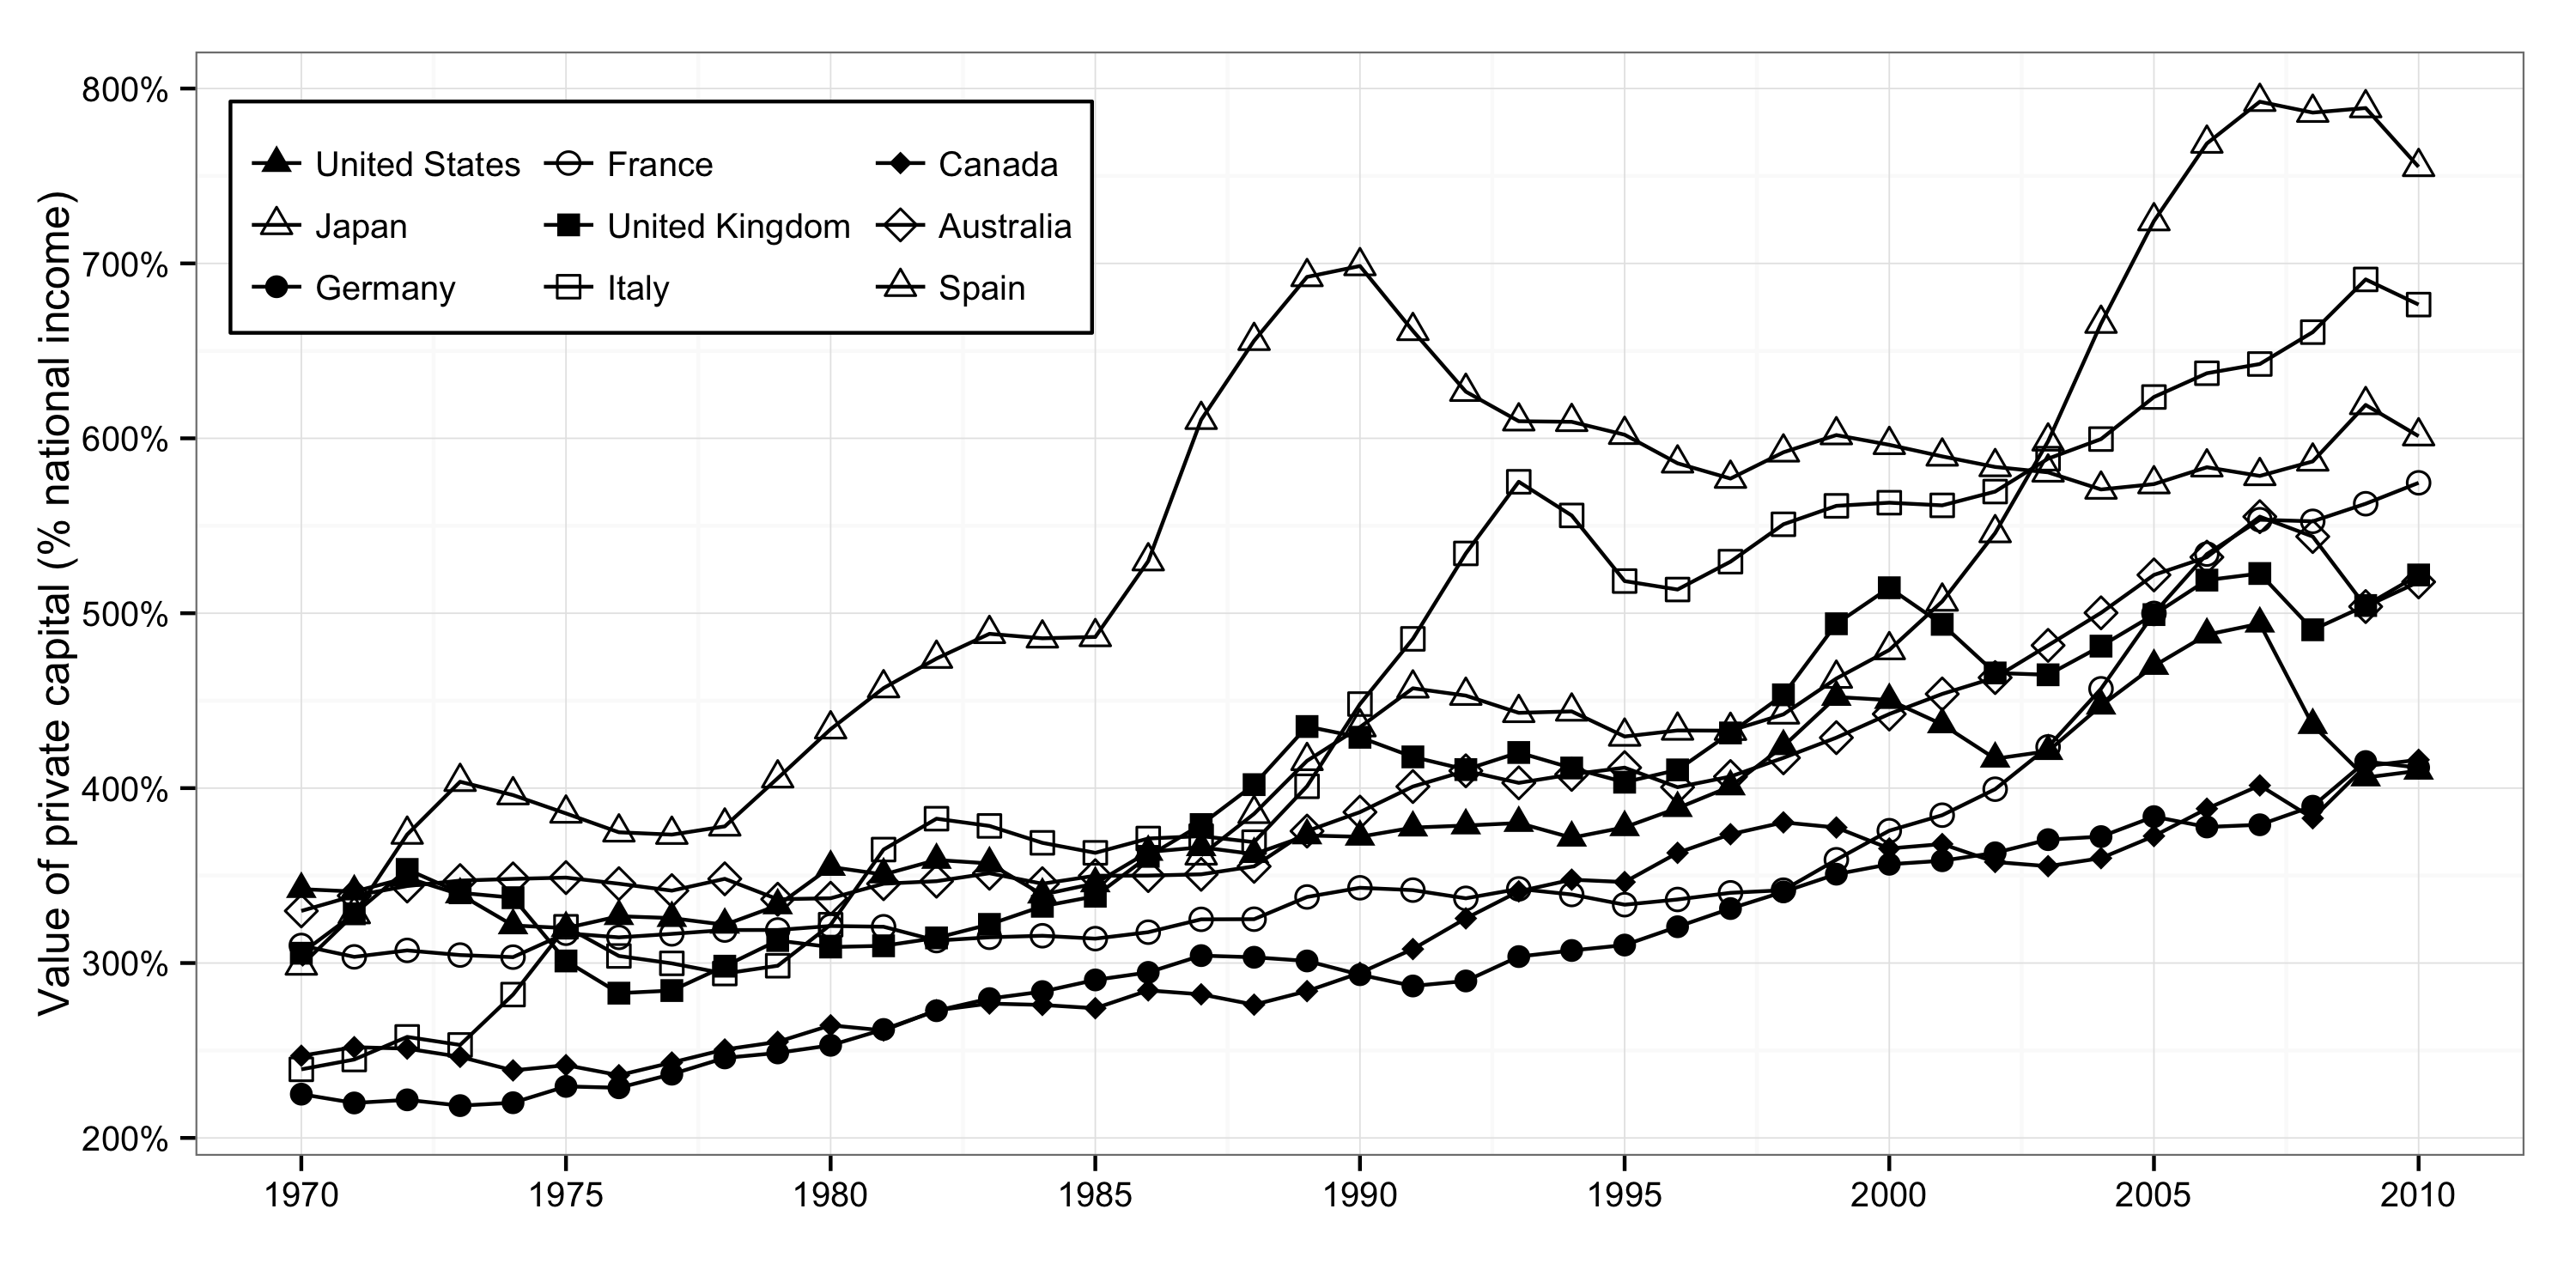 800%
700%
600%
500%
400%
300%
200%
Value of private capital (% national income)
United States France Canada
Japan United Kingdom Australia
Germany Italy Spain
1970 1975 1980 1985 1990 1995 2000 2005 2010